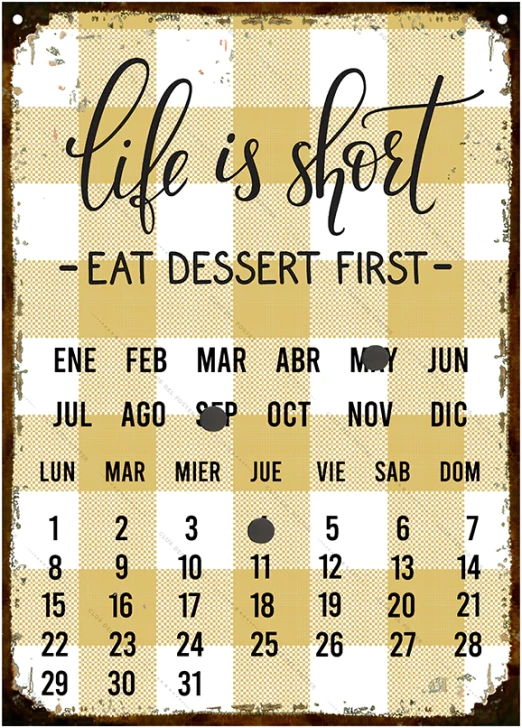 life is short
-EAT DESSERT FIRST-
ENE FEB MAR ABR MAY JUN
JUL AGO SEP OCT NOV DIC
LUN MAR MIER JUE VIE SAB DOM
1 2 3 5 6 7
8 9 10 11 12 13 14
15 16 17 18 19 20 21
22 23 24 25 26 27 28
29 30 31